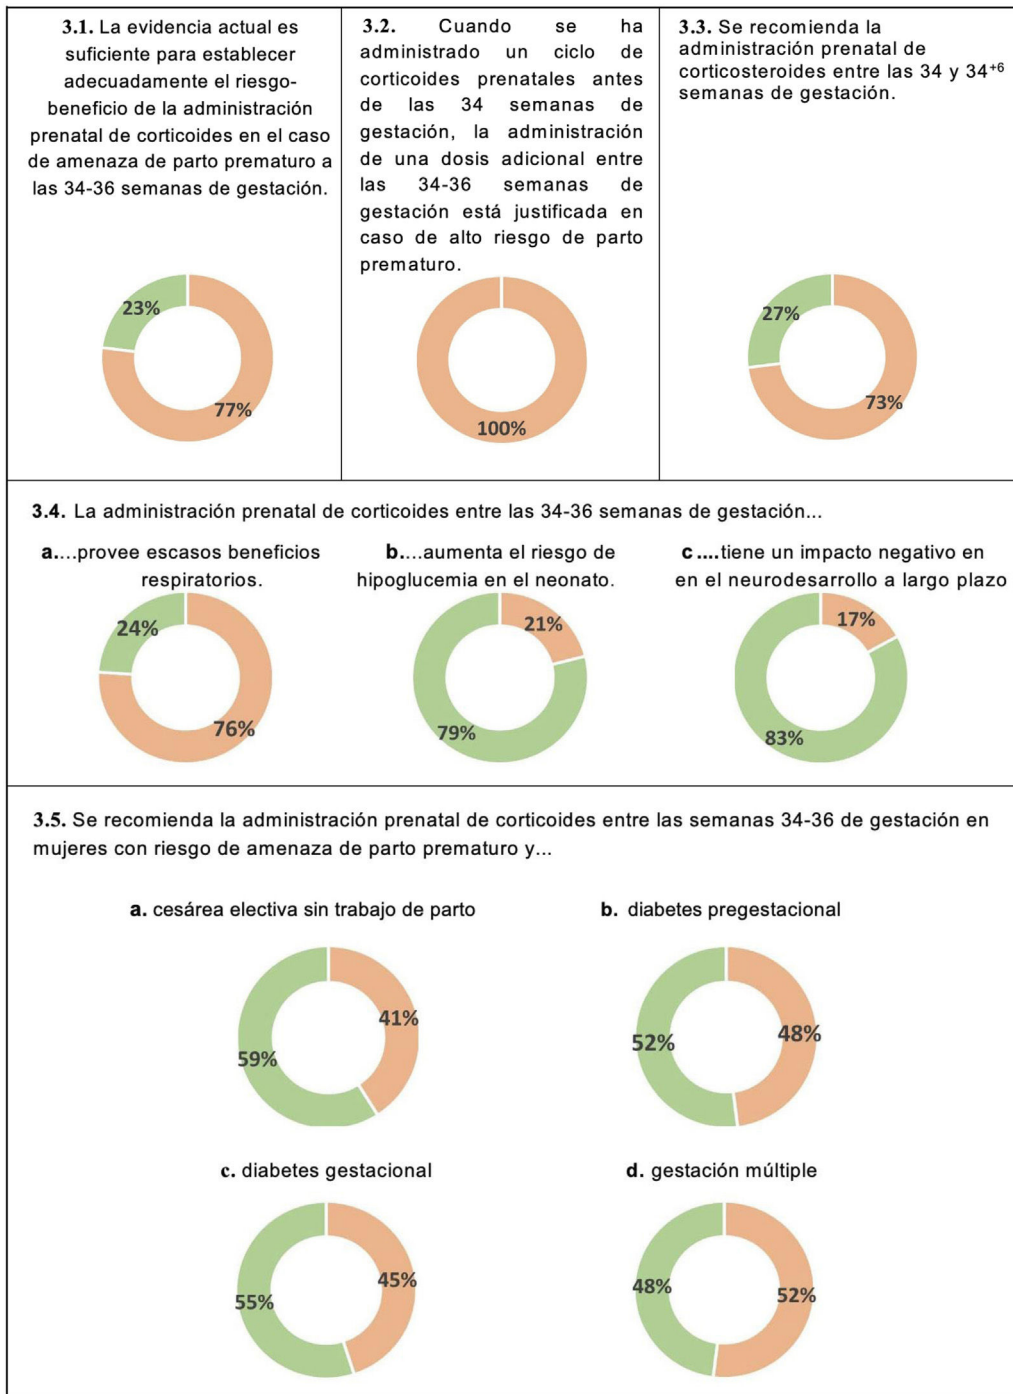 3.1. La evidencia actual es
suficiente para establecer
adecuadamente el riesgo-
beneficio de la administración
prenatal de corticoides en el caso
de amenaza de parto prematuro a
las 34-36 semanas de gestación.
23%
77%
3.2. Cuando se ha
administrado un ciclo de
corticoides prenatales antes
de las 34 semanas de
gestación, la administración
de una dosis adicional entre
las 34-36 semanas de
gestación está justificada en
caso de alto riesgo de parto
prematuro.
100%
3.3. Se recomienda la
administración prenatal de
corticosteroides entre las 34 y 34⁺⁶
semanas de gestación.
27%
73%
3.4. La administración prenatal de corticoides entre las 34-36 semanas de gestación...
a....provee escasos beneficios
respiratorios.
24%
76%
b....aumenta el riesgo de
hipoglucemia en el neonato.
21%
79%
c ....tiene un impacto negativo en
en el neurodesarrollo a largo plazo
17%
83%
3.5. Se recomienda la administración prenatal de corticoides entre las semanas 34-36 de gestación en
mujeres con riesgo de amenaza de parto prematuro y...
a. cesárea electiva sin trabajo de parto
41%
59%
b. diabetes pregestacional
52%
48%
c. diabetes gestacional
45%
55%
d. gestación múltiple
48%
52%